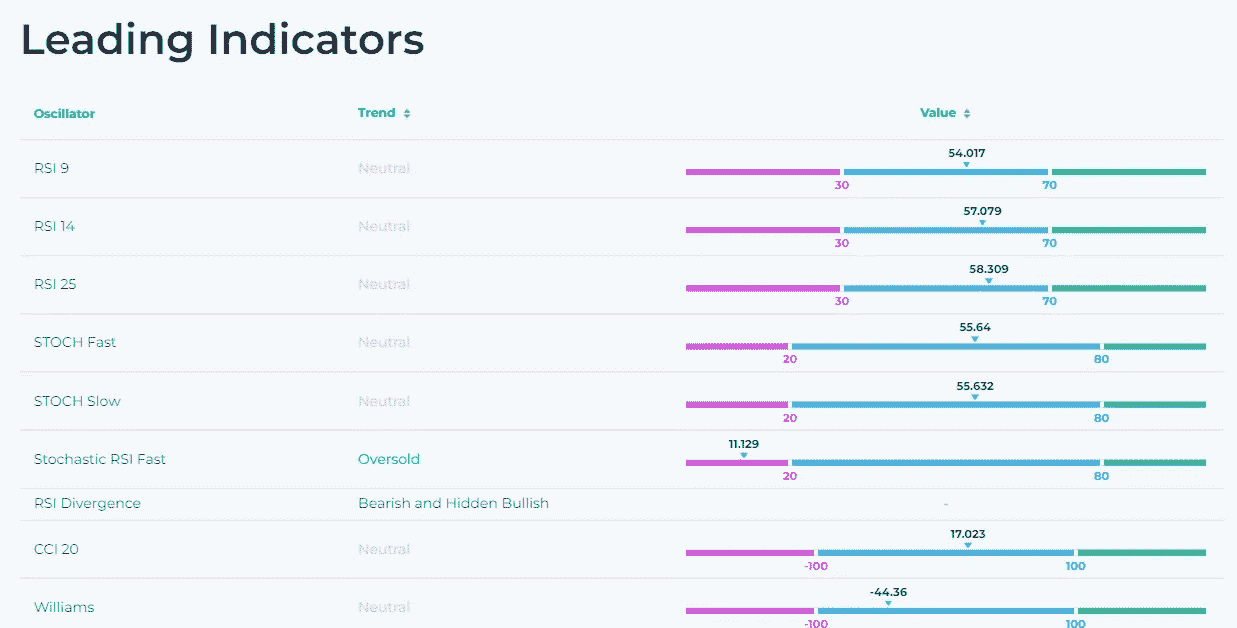 Leading Indicators
Oscillator Trend Value
54.017
RSI 9 Neutral
30 70
57.079
RSI 14 Neutral
30 70
58.309
RSI 25 Neutral
30 70
55.64
STOCH Fast Neutral
20 80
55.632
STOCH Slow Neutral
20 80
11.129
Stochastic RSI Fast Oversold
20 80
RSI Divergence Bearish and Hidden Bullish -
17.023
CCI 20 Neutral
-100 100
-44.36
Williams Neutral
-100 100